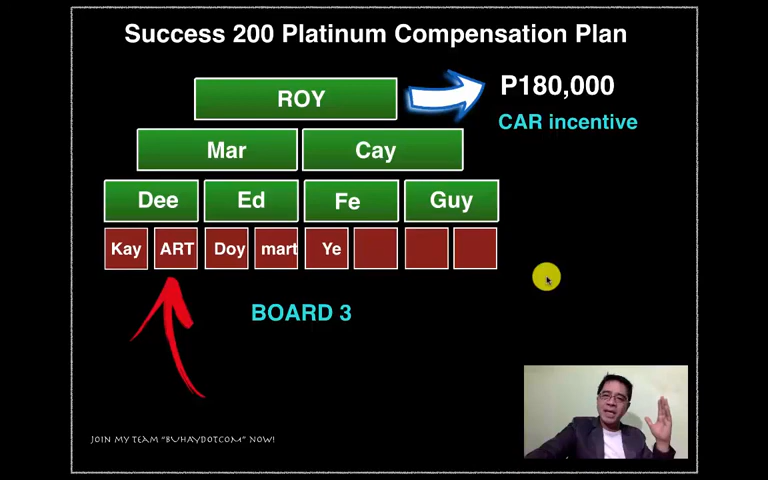 Success 200 Platinum Compensation Plan
ROY
P180,000
CAR incentive
Mar Cay
Dee Ed Fe Guy
Kay ART Doy mart Ye
BOARD 3
JOIN MY TEAM "BUHAYDOTCOM" NOW!